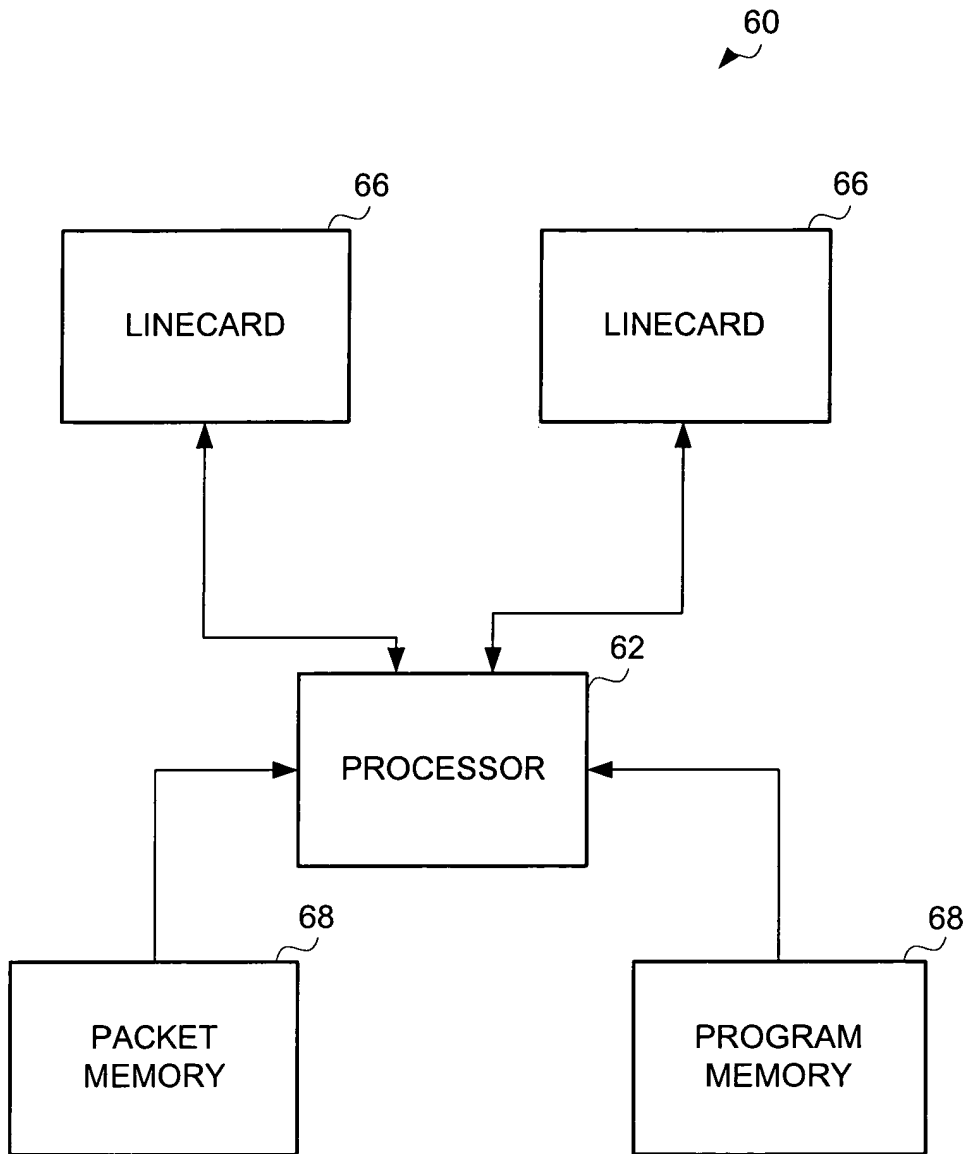 60
66
66
LINECARD
LINECARD
62
PROCESSOR
68
68
PACKET
MEMORY
PROGRAM
MEMORY